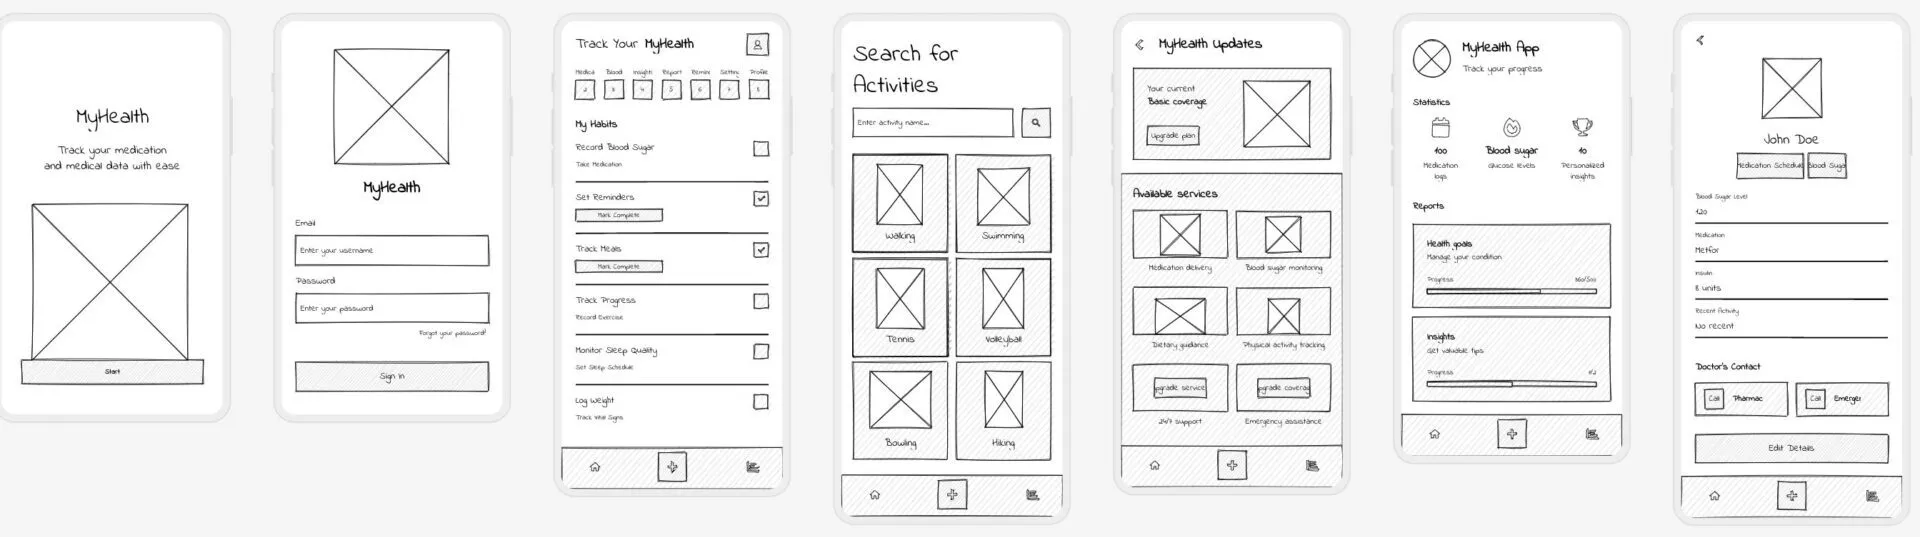 MyHealth
Track your medication
and medical data with ease
Start
MyHealth
Email
Enter your username
Password
Enter your password
Forgot your password?
Sign in
Track Your MyHealth
Medica Blood Insight Report Remini Settin Profile
2 3 4 5 6 7 8
My Habits
Record Blood Sugar
Take Medication
Set Reminders
Mark Complete
Track Meals
Mark Complete
Track Progress
Record Exercise
Monitor Sleep Quality
Set Sleep Schedule
Log Weight
Track Vital Signs
Search for
Activities
Enter activity name...
Walking Swimming
Tennis Volleyball
Bowling Hiking
MyHealth Updates
Your current
Basic coverage
Upgrade plan
Available services
Medication delivery Blood sugar monitoring
Dietary guidance Physical activity tracking
pgrade service pgrade coverag
24/7 support Emergency assistance
MyHealth App
Track your progress
Statistics
100 Blood sugar 10
Medication glucose levels Personalized
logs insights
Reports
Health goals
Manage your condition
Progress 360/500
Insights
Get valuable tips
Progress 1/2
John Doe
Medication Schedule Blood Suga
Blood Sugar Level
120
Medication
Metfor
Insulin
8 units
Recent Activity
No recent
Doctor's Contact
Call Pharmac Call Emerger
Edit Details